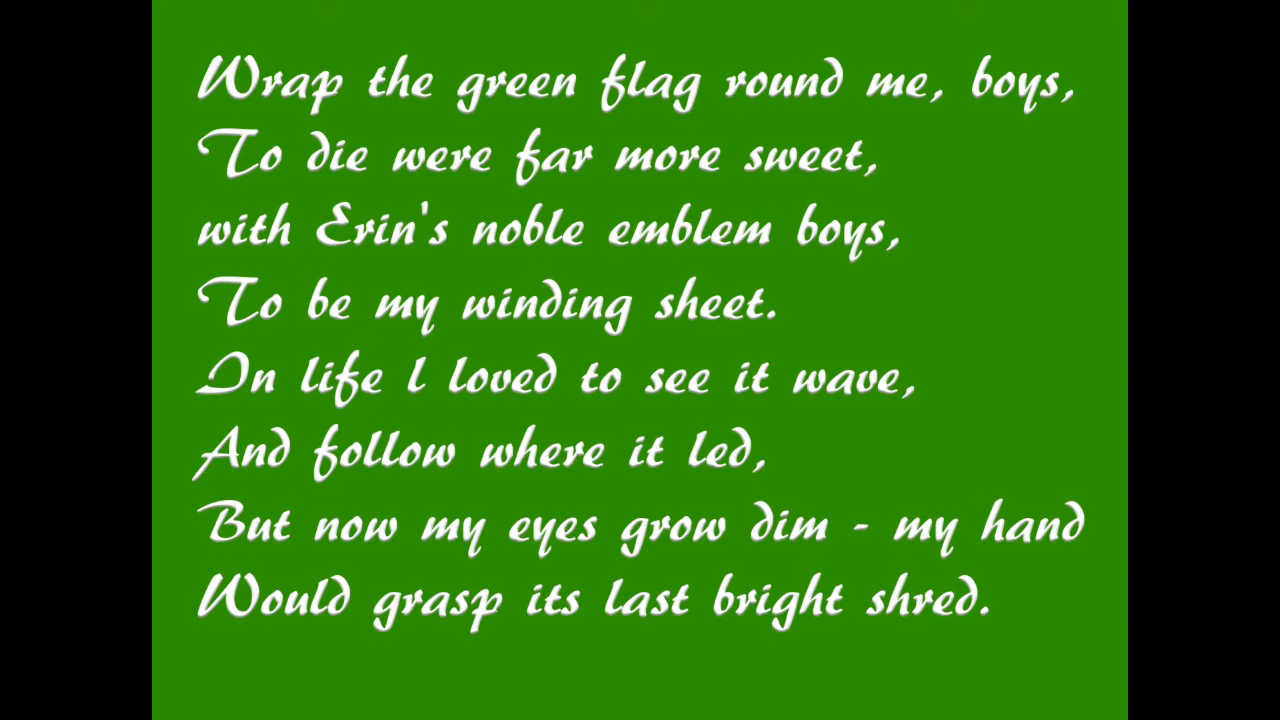 Wrap the green flag round me, boys,
To die were far more sweet,
with Erin's noble emblem boys,
To be my winding sheet.
In life l loved to see it wave,
And follow where it led,
But now my eyes grow dim - my hand
Would grasp its last bright shred.